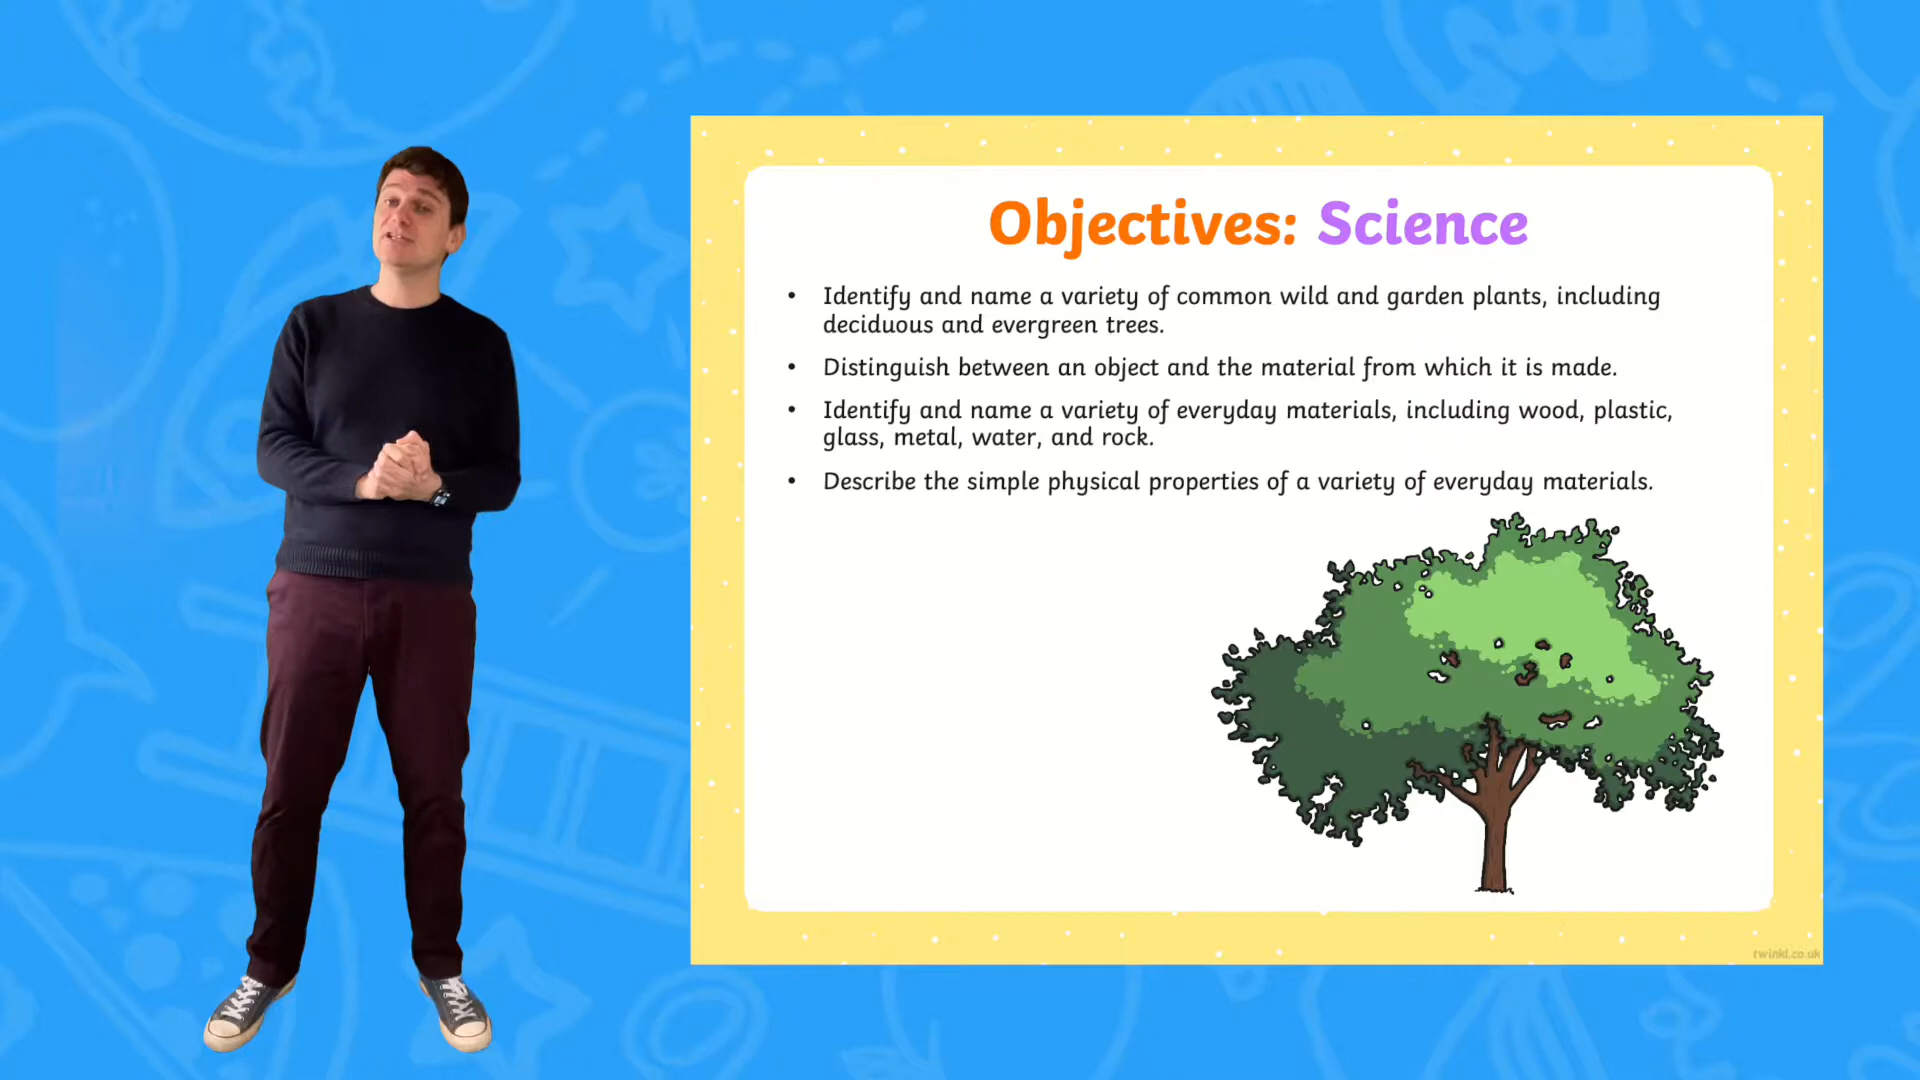 Objectives: Science
• Identify and name a variety of common wild and garden plants, including
deciduous and evergreen trees.
• Distinguish between an object and the material from which it is made.
• Identify and name a variety of everyday materials, including wood, plastic,
glass, metal, water, and rock.
• Describe the simple physical properties of a variety of everyday materials.
twinkl.co.uk